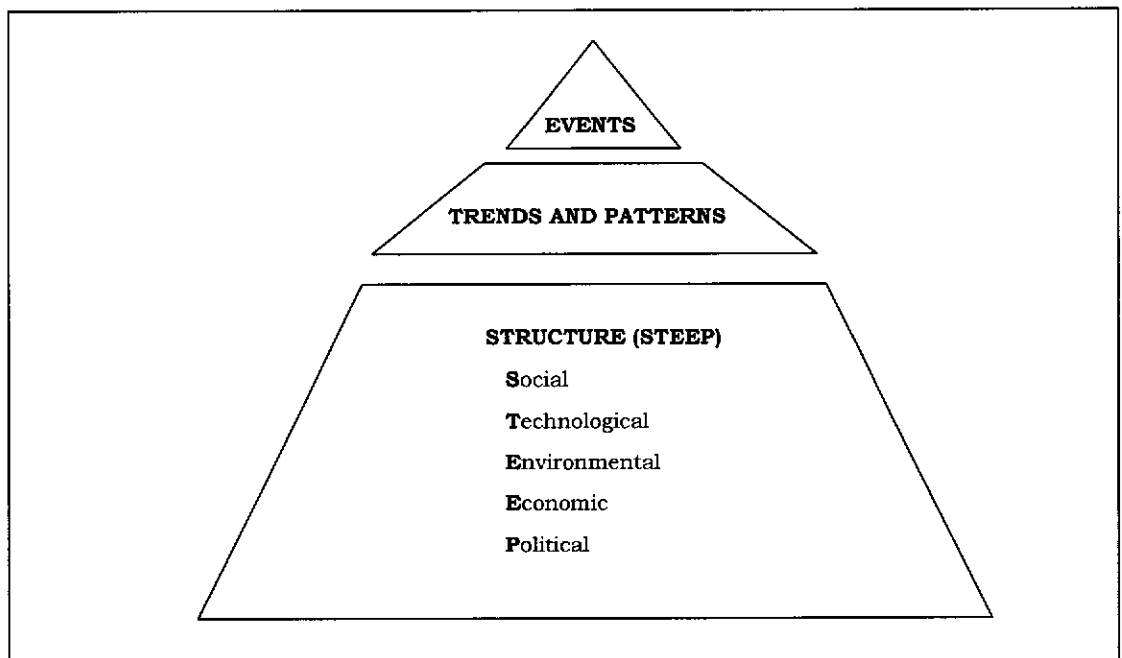 EVENTS
TRENDS AND PATTERNS
STRUCTURE (STEEP)
Social
Technological
Environmental
Economic
Political